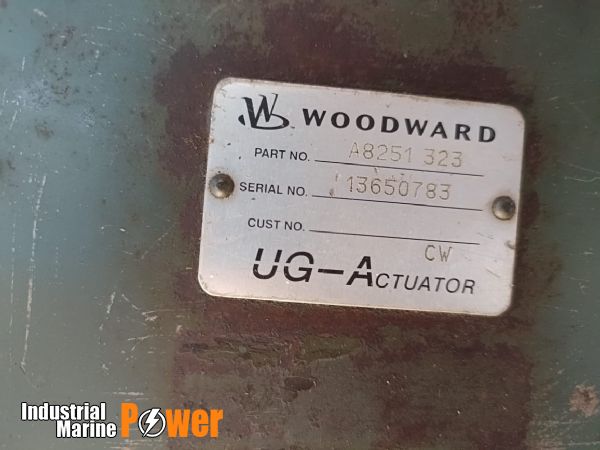 W WOODWARD
PART NO. A8251 323
SERIAL NO. 13650783
CUST NO.
CW
UG-ACTUATOR
Industrial
Marine Power